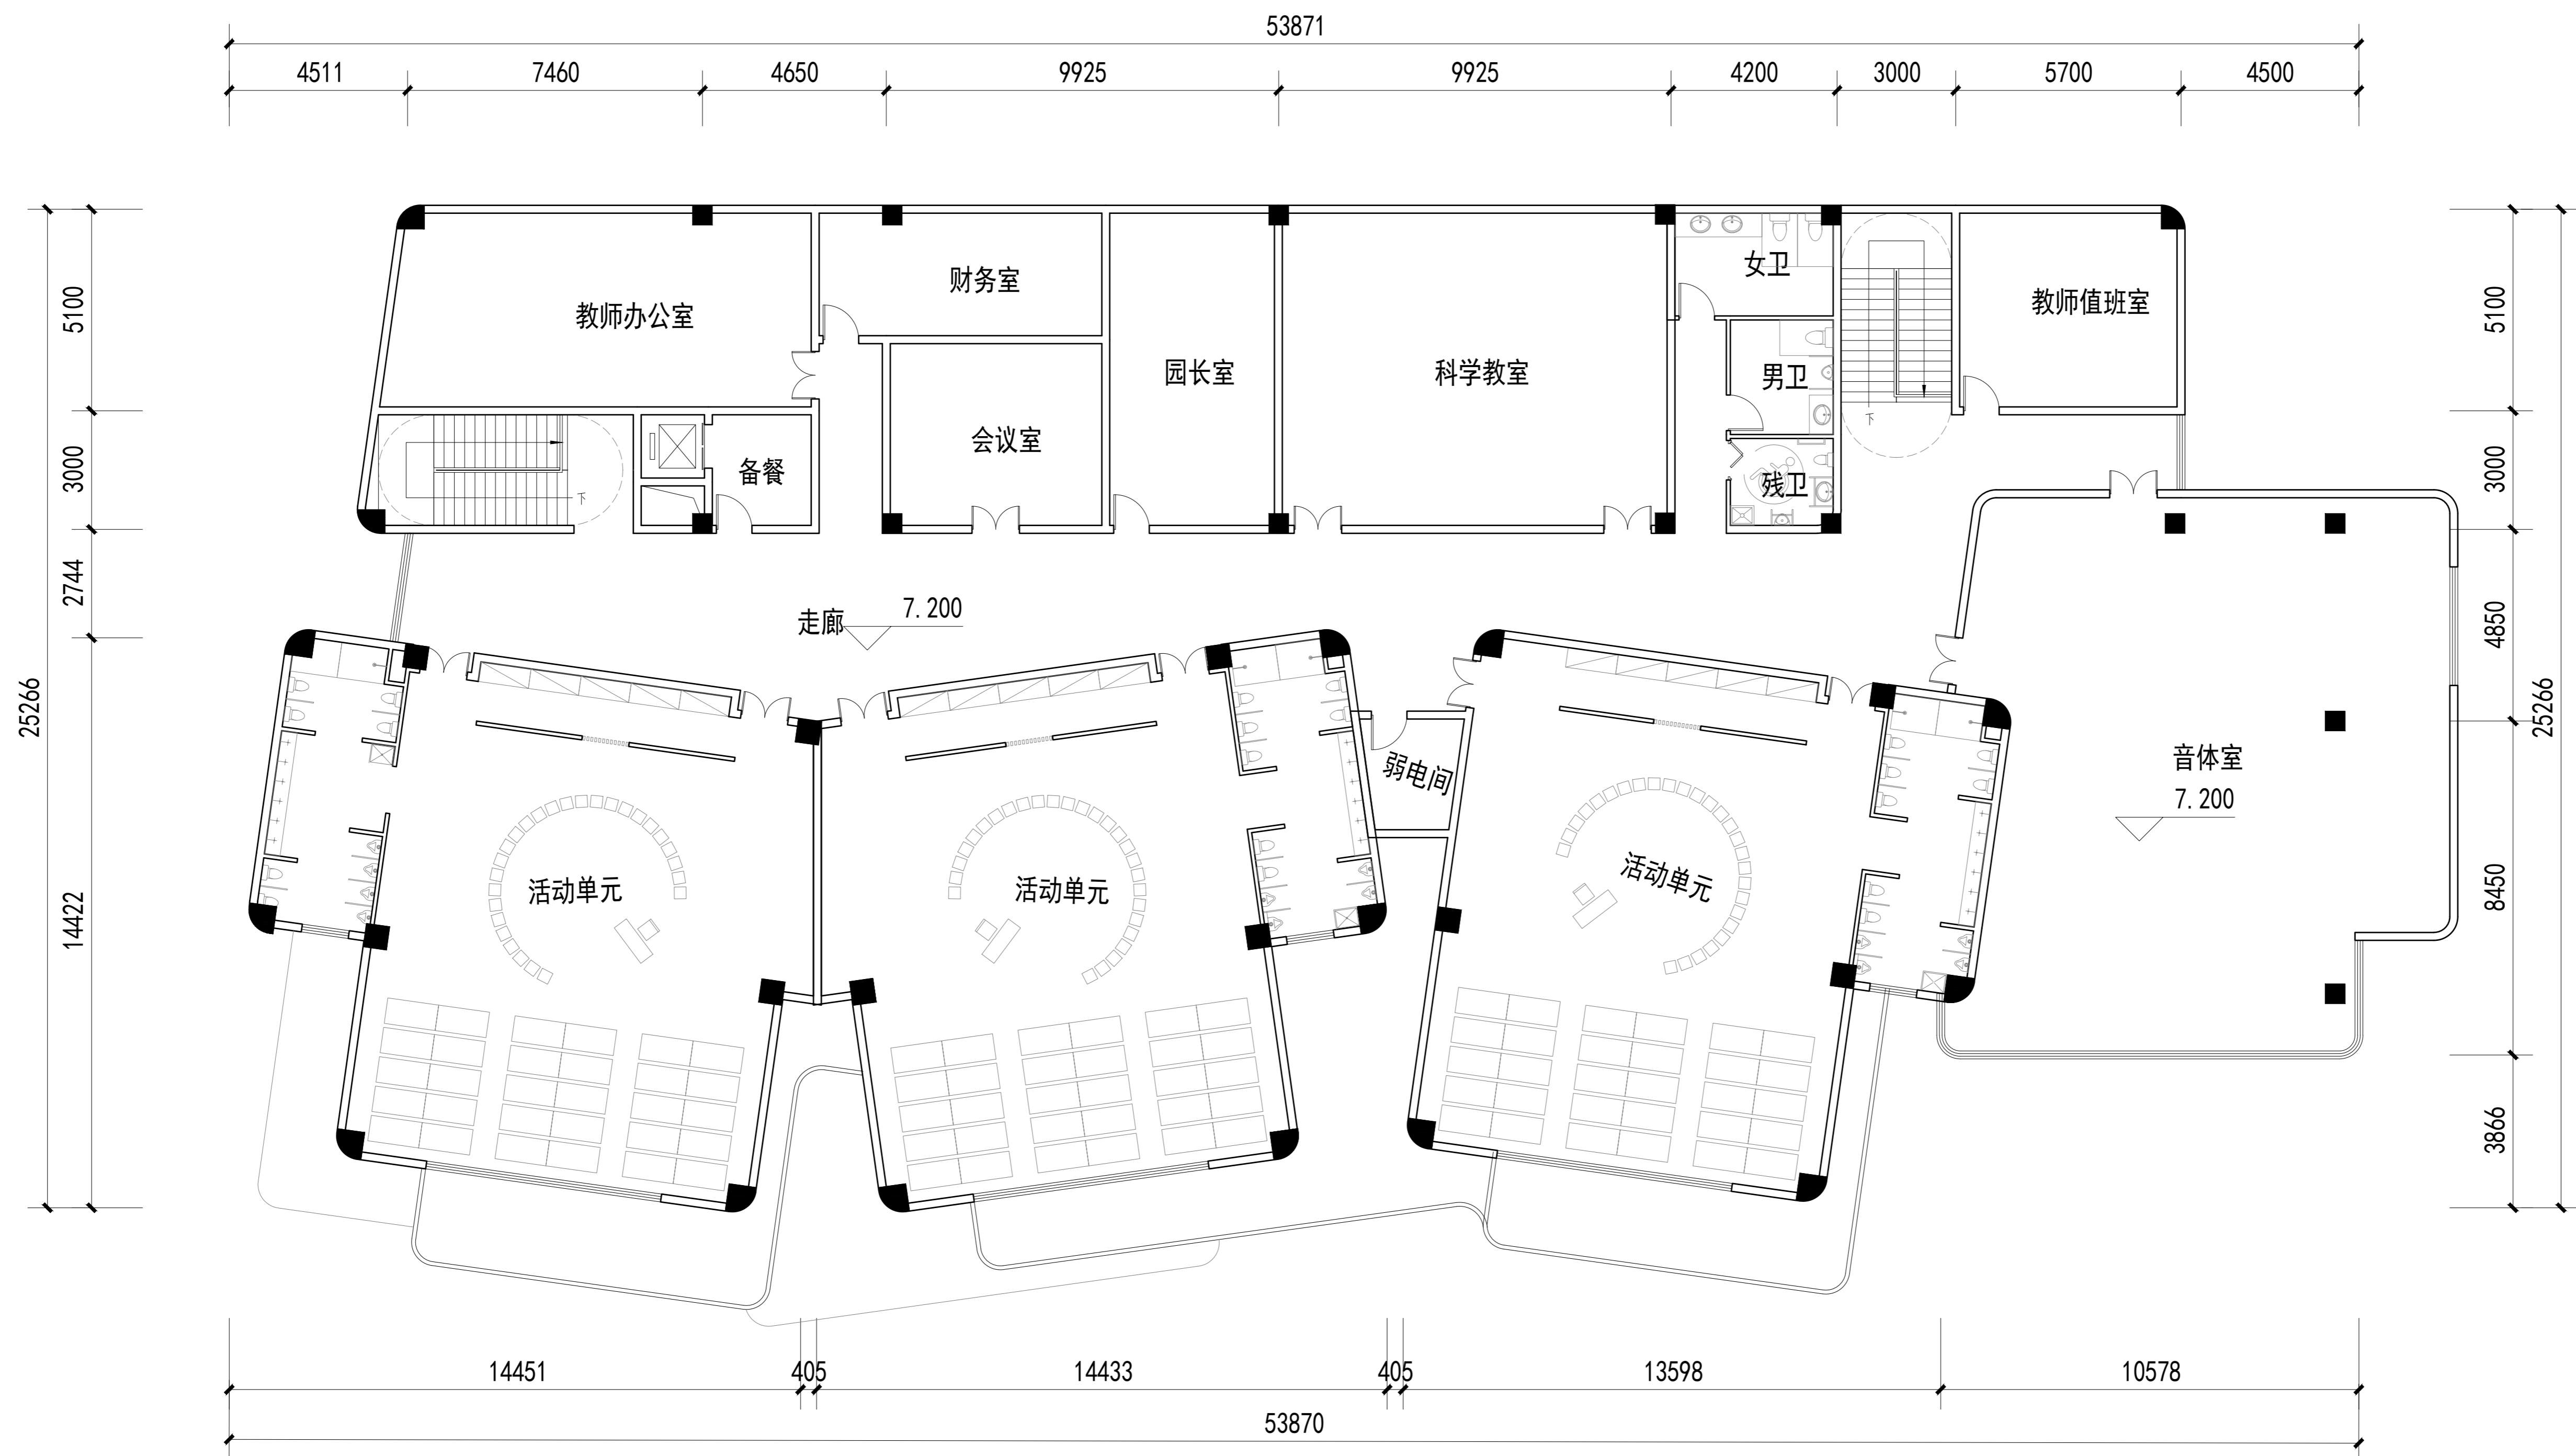 53871
4511 7460 4650 9925 9925 4200 3000 5700 4500
25266
5100
3000
2744
14422
教师办公室
财务室
会议室
园长室
科学教室
女卫
男卫
残卫
教师值班室
备餐
下
下
走廊 7.200
弱电间
音体室
7.200
活动单元
活动单元
活动单元
5100
3000
4850
8450
3866
25266
14451 405 14433 405 13598 10578
53870